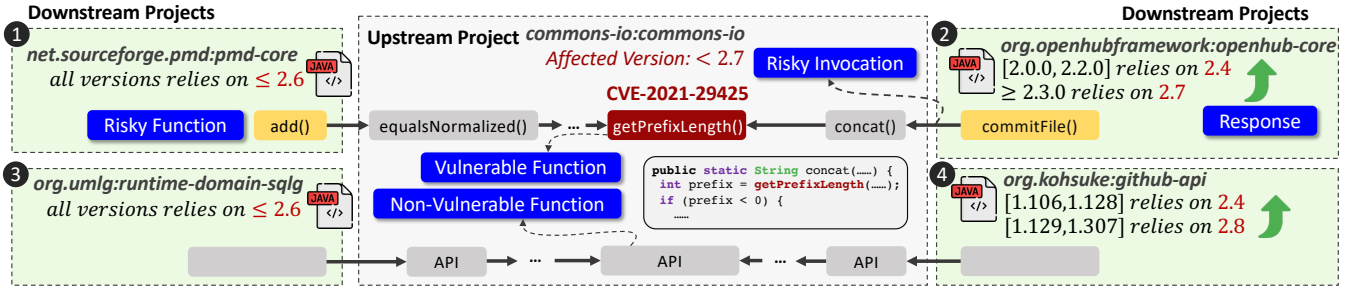 Downstream Projects
1
net.sourceforge.pmd:pmd-core
all versions relies on ≤ 2.6
JAVA
</>
Risky Function
add()
3
org.umlg:runtime-domain-sqlg
all versions relies on ≤ 2.6
JAVA
</>
Upstream Project commons-io:commons-io
Affected Version: < 2.7
Risky Invocation
CVE-2021-29425
equalsNormalized()
...
getPrefixLength()
concat()
Vulnerable Function
Non-Vulnerable Function
public static String concat(……) {
int prefix = getPrefixLength(……);
if (prefix < 0) {
……
API
...
API
...
API
Downstream Projects
2
org.openhubframework:openhub-core
JAVA
</>
[2.0.0, 2.2.0] relies on 2.4
≥ 2.3.0 relies on 2.7
commitFile()
Response
4
org.kohsuke:github-api
JAVA
</>
[1.106,1.128] relies on 2.4
[1.129,1.307] relies on 2.8